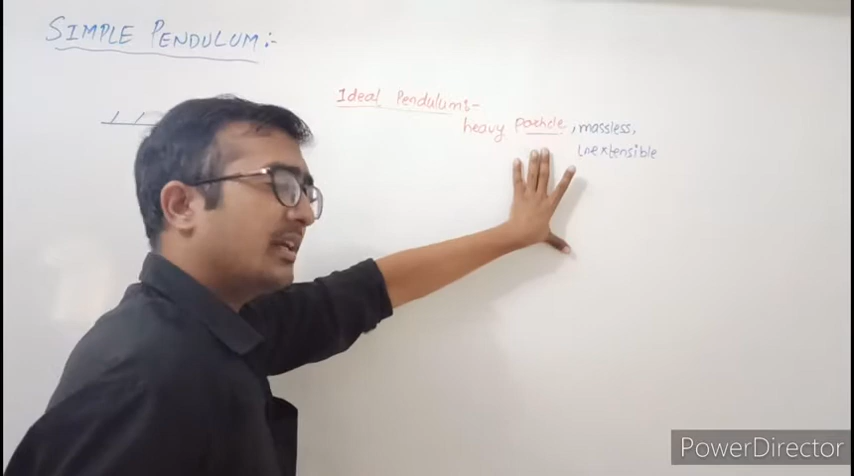 SIMPLE PENDULUM:-
Ideal Pendulum:-
heavy particle, massless,
inextensible
PowerDirector